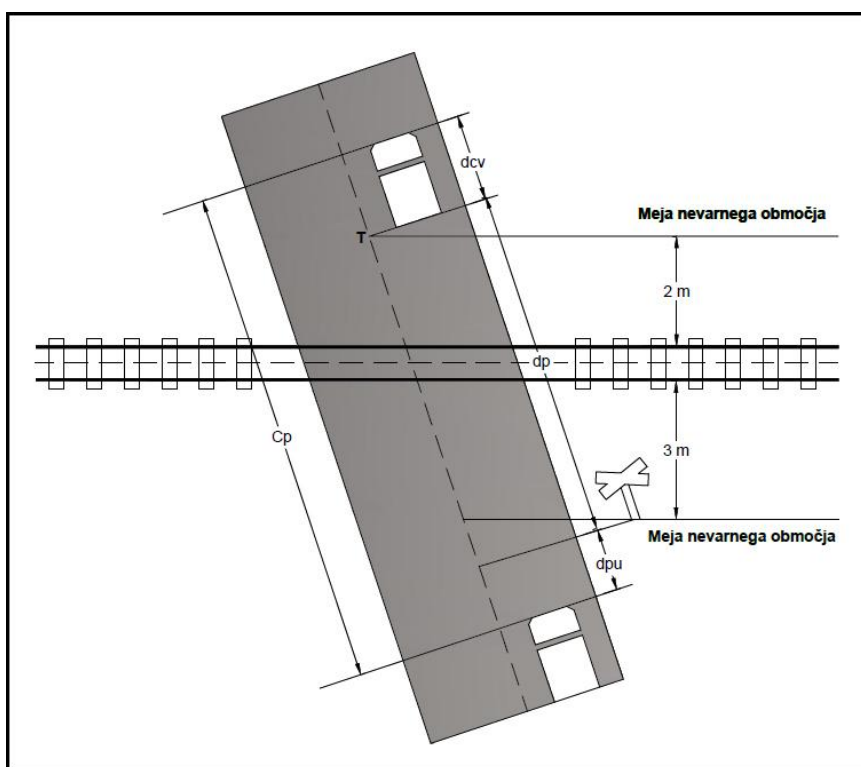 dcv
Meja nevarnega območja
T
2 m
dp
Cp
3 m
Meja nevarnega območja
dpu